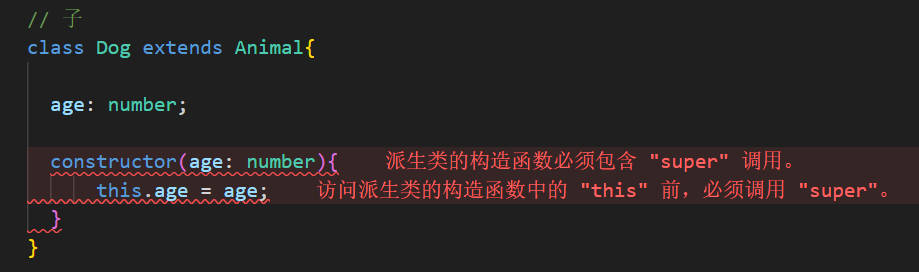 // 子
class Dog extends Animal{
age: number;
constructor(age: number){ 派生类的构造函数必须包含 "super" 调用。
this.age = age; 访问派生类的构造函数中的 "this" 前，必须调用 "super"。
}
}